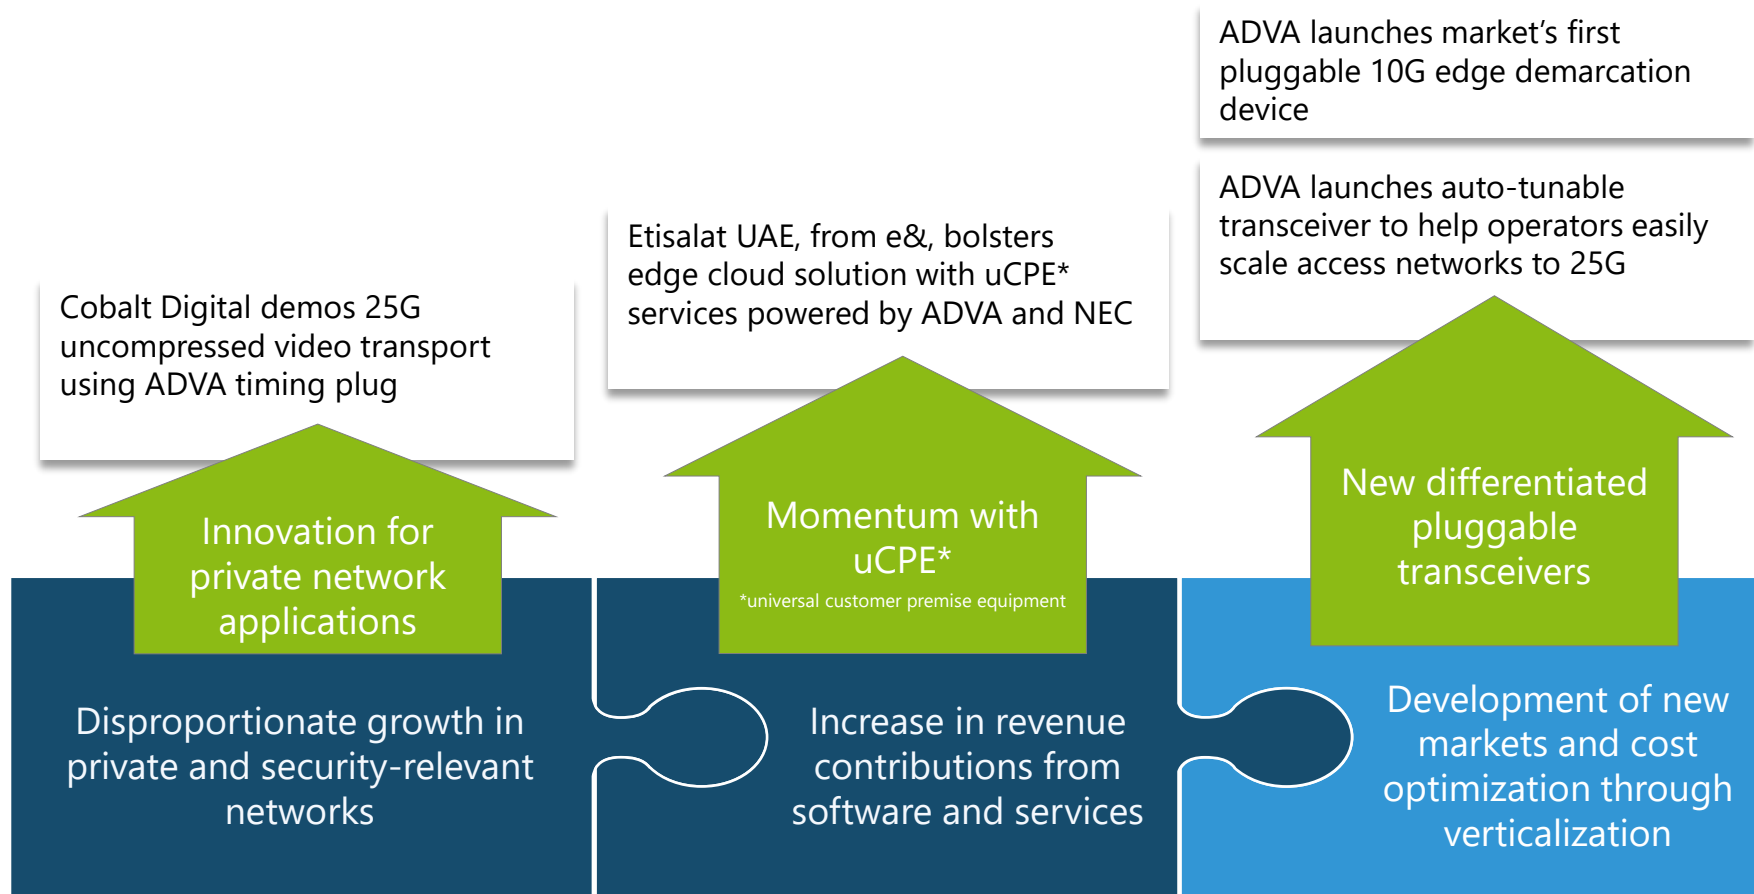 Cobalt Digital demos 25G
uncompressed video transport
using ADVA timing plug
Innovation for
private network
applications
Disproportionate growth in
private and security-relevant
networks
Etisalat UAE, from e&, bolsters
edge cloud solution with uCPE*
services powered by ADVA and NEC
Momentum with
uCPE*
*universal customer premise equipment
Increase in revenue
contributions from
software and services
ADVA launches market’s first
pluggable 10G edge demarcation
device
ADVA launches auto-tunable
transceiver to help operators easily
scale access networks to 25G
New differentiated
pluggable
transceivers
Development of new
markets and cost
optimization through
verticalization